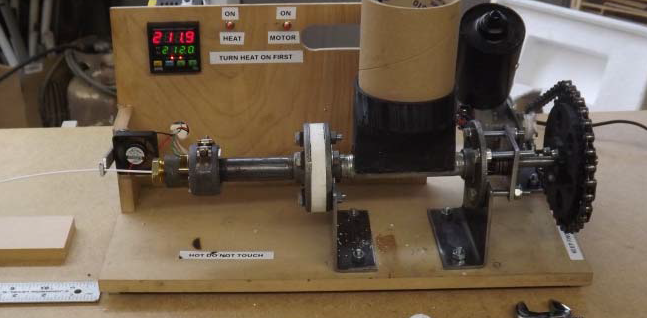 211.9
212.0
ON
HEAT
ON
MOTOR
TURN HEAT ON FIRST
HOT DO NOT TOUCH